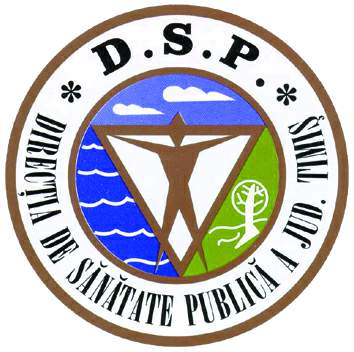 * D.S.P. *
DIRECȚIA DE SĂNĂTATE PUBLICĂ A JUD. TIMIȘ